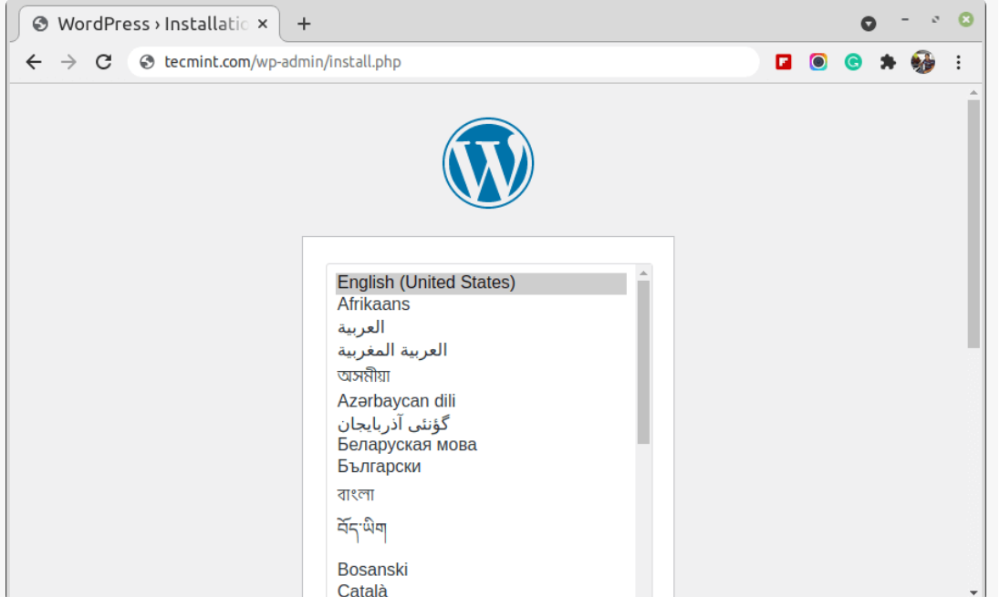 WordPress › Installatio
tecmint.com/wp-admin/install.php
English (United States)
Afrikaans
العربية
العربية المغربية
অসমীয়া
Azərbaycan dili
گؤنئی آذربایجان
Беларуская мова
Български
বাংলা
བོད་ཡིག
Bosanski
Català